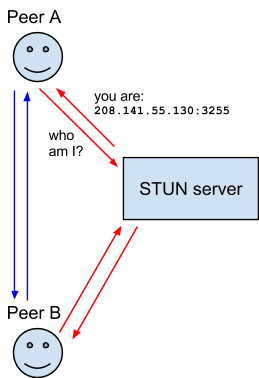 Peer A
you are:
208.141.55.130:3255
who
am I?
STUN server
Peer B